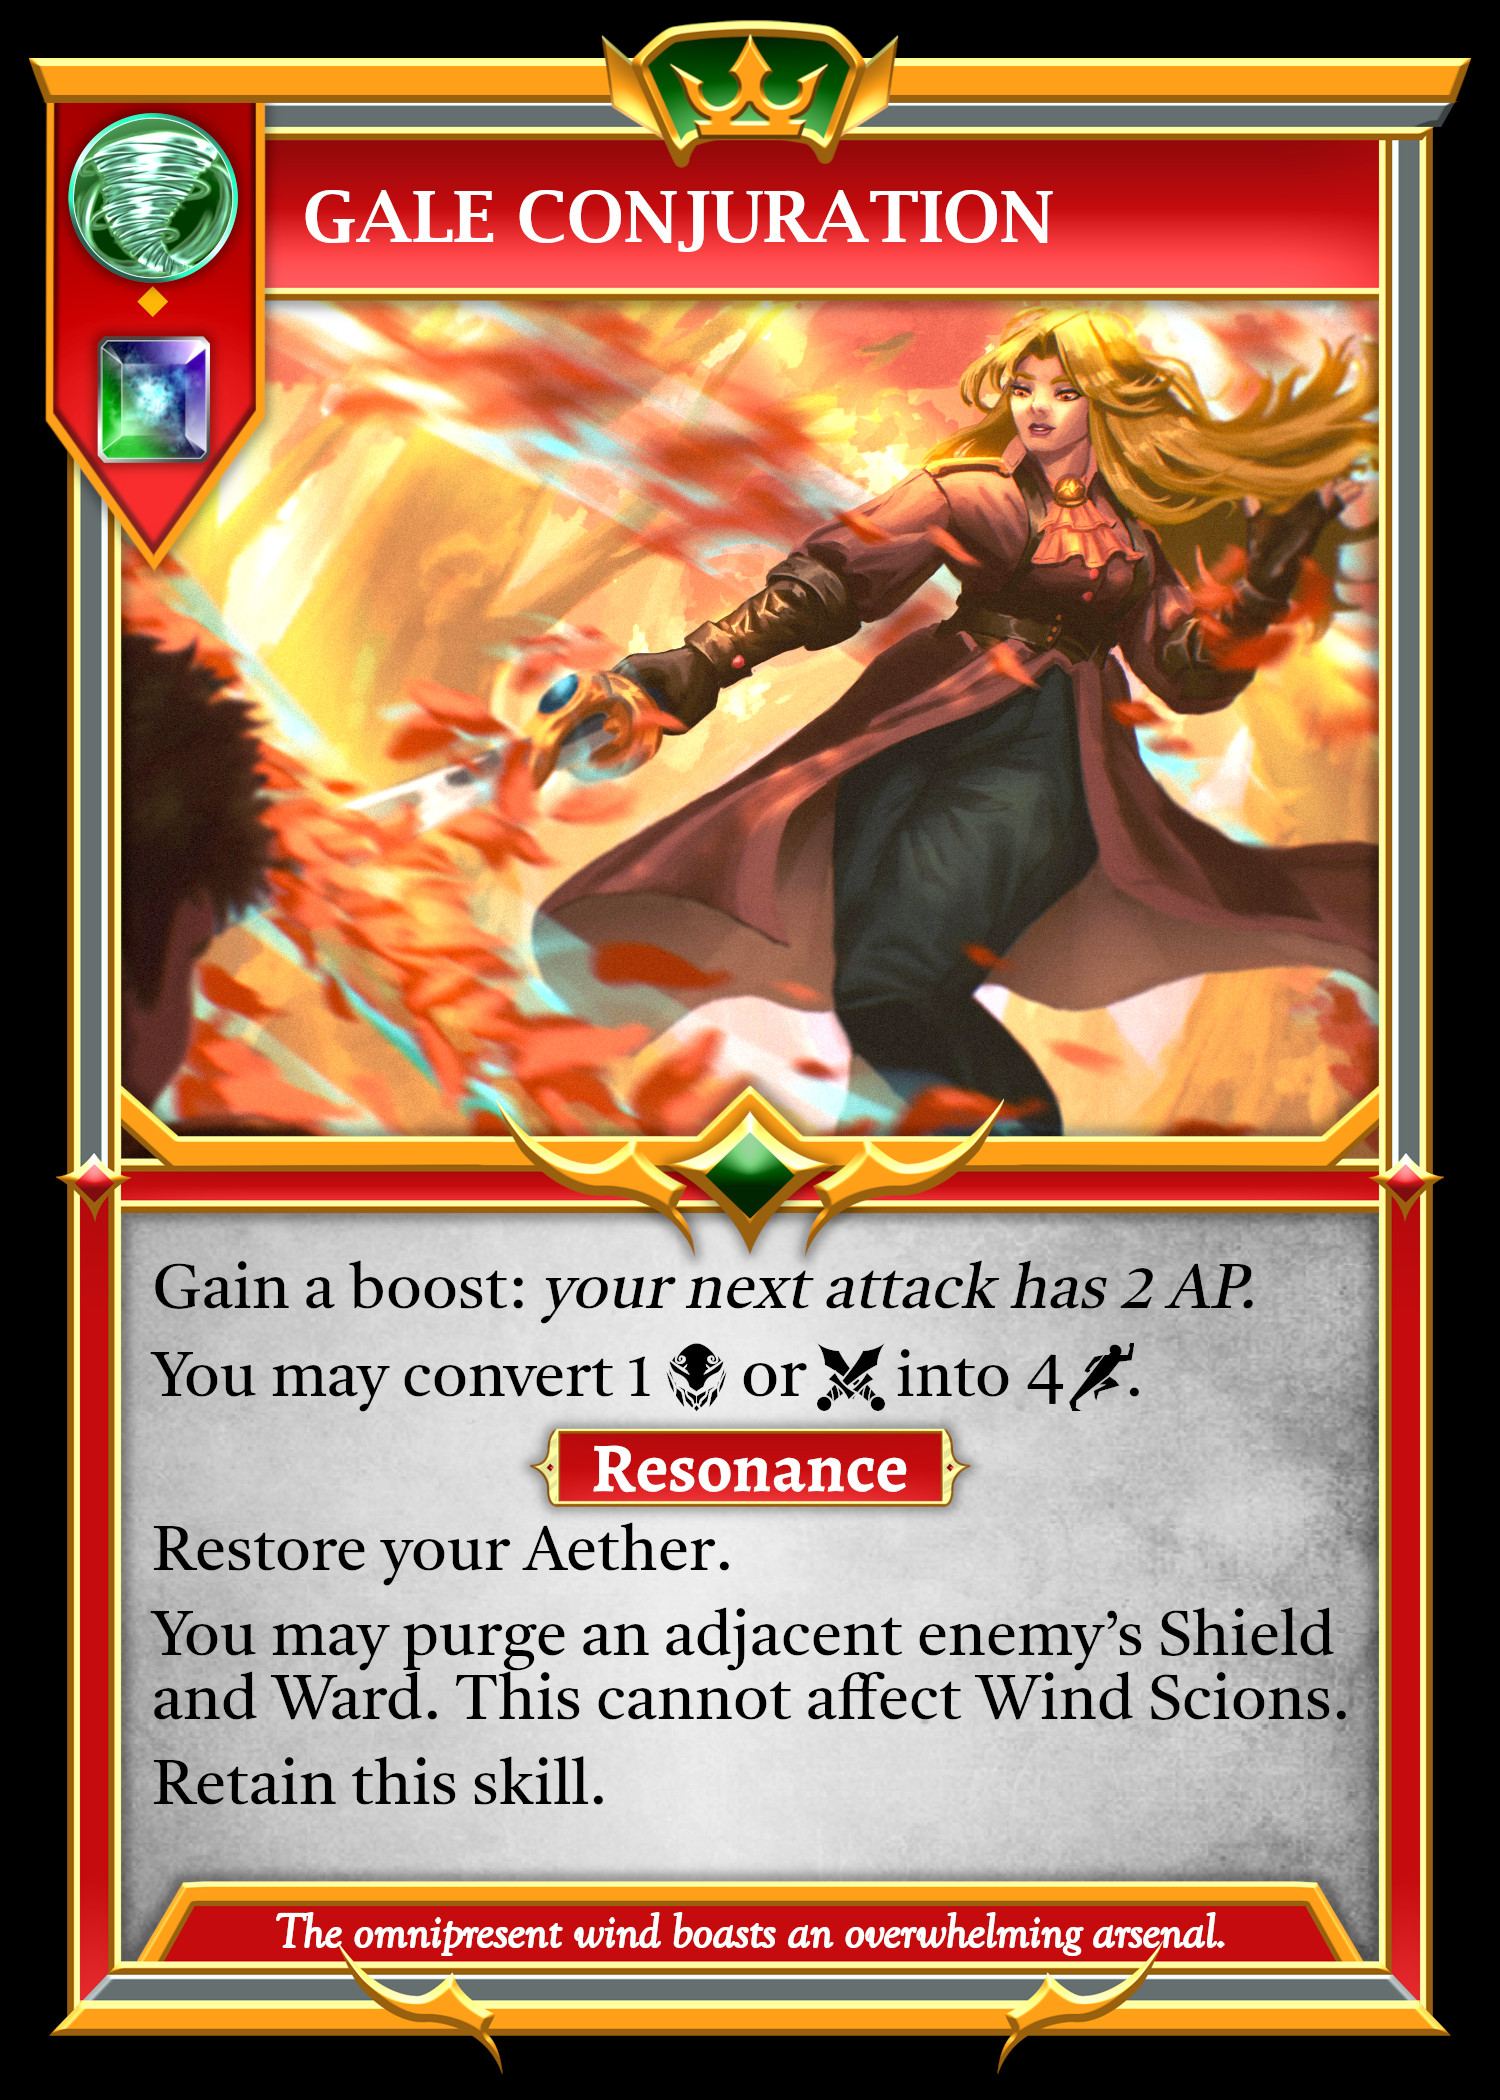 GALE CONJURATION
Gain a boost: your next attack has 2 AP.
You may convert 1 or into 4.
Resonance
Restore your Aether.
You may purge an adjacent enemy’s Shield
and Ward. This cannot affect Wind Scions.
Retain this skill.
The omnipresent wind boasts an overwhelming arsenal.